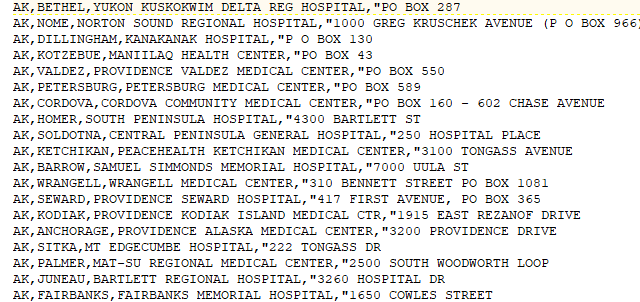 AK,BETHEL,YUKON KUSKOKWIM DELTA REG HOSPITAL,"PO BOX 287
AK,NOME,NORTON SOUND REGIONAL HOSPITAL,"1000 GREG KRUSCHEK AVENUE (P O BOX 966)
AK,DILLINGHAM,KANAKANAK HOSPITAL,"P O BOX 130
AK,KOTZEBUE,MANIILAQ HEALTH CENTER,"PO BOX 43
AK,VALDEZ,PROVIDENCE VALDEZ MEDICAL CENTER,"PO BOX 550
AK,PETERSBURG,PETERSBURG MEDICAL CENTER,"PO BOX 589
AK,CORDOVA,CORDOVA COMMUNITY MEDICAL CENTER,"PO BOX 160 - 602 CHASE AVENUE
AK,HOMER,SOUTH PENINSULA HOSPITAL,"4300 BARTLETT ST
AK,SOLDOTNA,CENTRAL PENINSULA GENERAL HOSPITAL,"250 HOSPITAL PLACE
AK,KETCHIKAN,PEACEHEALTH KETCHIKAN MEDICAL CENTER,"3100 TONGASS AVENUE
AK,BARROW,SAMUEL SIMMONDS MEMORIAL HOSPITAL,"7000 UULA ST
AK,WRANGELL,WRANGELL MEDICAL CENTER,"310 BENNETT STREET PO BOX 1081
AK,SEWARD,PROVIDENCE SEWARD HOSPITAL,"417 FIRST AVENUE, PO BOX 365
AK,KODIAK,PROVIDENCE KODIAK ISLAND MEDICAL CTR,"1915 EAST REZANOF DRIVE
AK,ANCHORAGE,PROVIDENCE ALASKA MEDICAL CENTER,"3200 PROVIDENCE DRIVE
AK,SITKA,MT EDGECUMBE HOSPITAL,"222 TONGASS DR
AK,PALMER,MAT-SU REGIONAL MEDICAL CENTER,"2500 SOUTH WOODWORTH LOOP
AK,JUNEAU,BARTLETT REGIONAL HOSPITAL,"3260 HOSPITAL DR
AK,FAIRBANKS,FAIRBANKS MEMORIAL HOSPITAL,"1650 COWLES STREET